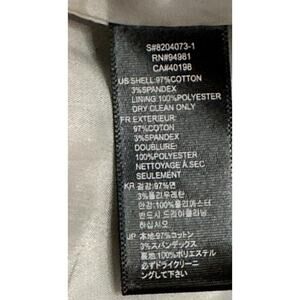 S#8204073-1
RN#94981
CA#40198
US SHELL:97%COTTON
3%SPANDEX
LINING:100%POLYESTER
DRY CLEAN ONLY
FR EXTERIEUR:
97%COTON
3%SPANDEX
DOUBLURE:
100%POLYESTER
NETTOYAGE À SEC
SEULEMENT
KR 겉감:97%면
3%폴리우레탄
안감:100%폴리에스터
반드시 드라이클리닝
하십시오
JP 本地:97%コットン
3%スパンデックス
裏地:100%ポリエステル
必ずドライクリーニ
ングして下さい